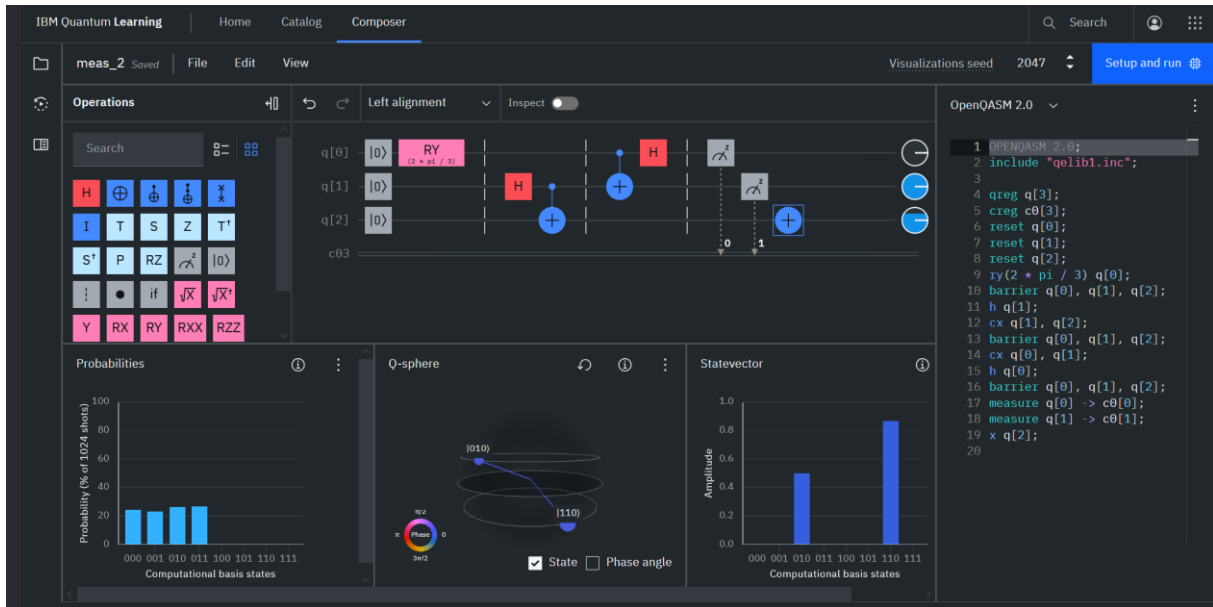 IBM Quantum Learning Home Catalog Composer Search
meas_2 Saved File Edit View Visualizations seed 2047 Setup and run
Operations Left alignment Inspect OpenQASM 2.0
Search
H
I T S Z T†
S† P RZ z |0⟩
if √X √X†
Y RX RY RXX RZZ
q[0] |0⟩ RY (2 * pi / 3) H z
q[1] |0⟩ H z
q[2] |0⟩
c03 0 1
1 OPENQASM 2.0;
2 include "qelib1.inc";
3
4 qreg q[3];
5 creg c0[3];
6 reset q[0];
7 reset q[1];
8 reset q[2];
9 ry(2 * pi / 3) q[0];
10 barrier q[0], q[1], q[2];
11 h q[1];
12 cx q[1], q[2];
13 barrier q[0], q[1], q[2];
14 cx q[0], q[1];
15 h q[0];
16 barrier q[0], q[1], q[2];
17 measure q[0] -> c0[0];
18 measure q[1] -> c0[1];
19 x q[2];
20
Probabilities
Probability (% of 1024 shots)
100
80
60
40
20
0
000 001 010 011 100 101 110 111
Computational basis states
Q-sphere
|010⟩
|110⟩
π/2
π Phase 0
3π/2
State Phase angle
Statevector
Amplitude
1.0
0.8
0.6
0.4
0.2
0.0
000 001 010 011 100 101 110 111
Computational basis states